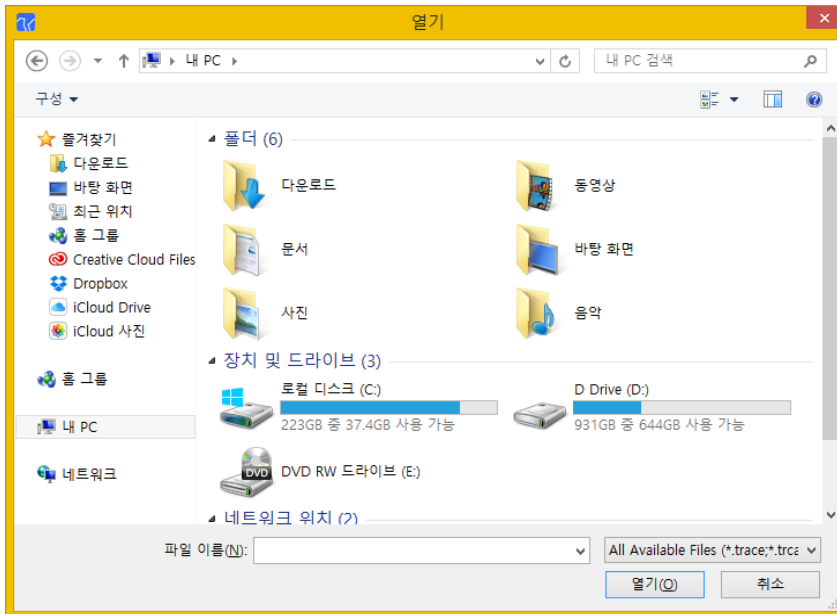 열기
내 PC
내 PC 검색
구성
즐겨찾기
다운로드
바탕 화면
최근 위치
홈 그룹
Creative Cloud Files
Dropbox
iCloud Drive
iCloud 사진
홈 그룹
내 PC
네트워크
폴더 (6)
다운로드
동영상
문서
바탕 화면
사진
음악
장치 및 드라이브 (3)
로컬 디스크 (C:)
223GB 중 37.4GB 사용 가능
D Drive (D:)
931GB 중 644GB 사용 가능
DVD RW 드라이브 (E:)
네트워크 위치 (2)
파일 이름(N):
All Available Files (*.trace;*.trca
열기(O)
취소